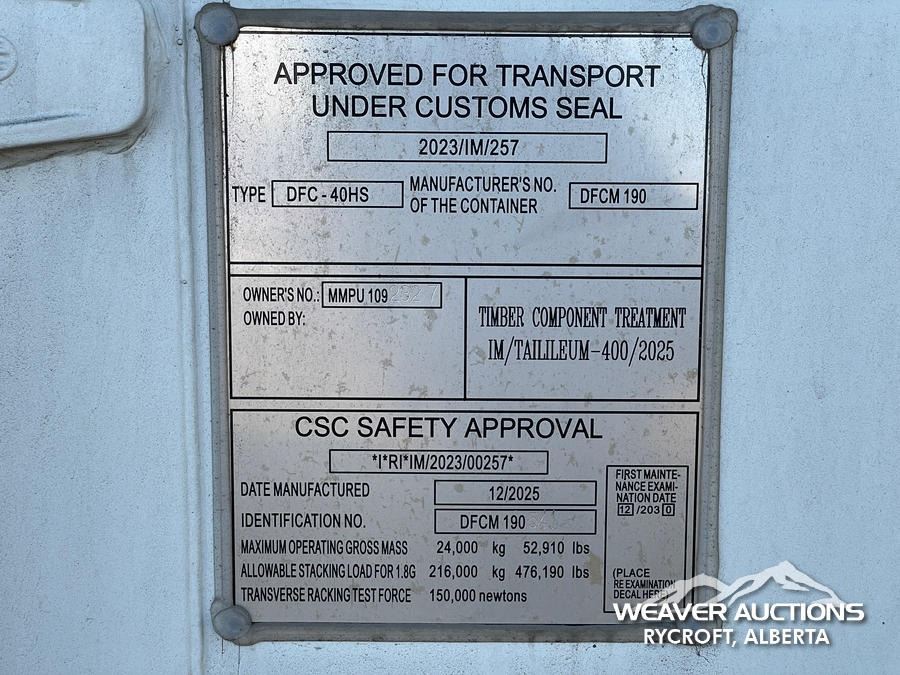 APPROVED FOR TRANSPORT
UNDER CUSTOMS SEAL
2023/IM/257
TYPE DFC - 40HS MANUFACTURER'S NO. OF THE CONTAINER DFCM 190
OWNER'S NO.: MMPU 109
OWNED BY:
TIMBER COMPONENT TREATMENT
IM/TAILILEUM-400/2025
CSC SAFETY APPROVAL
*I*RI*IM/2023/00257*
DATE MANUFACTURED 12/2025
IDENTIFICATION NO. DFCM 190
MAXIMUM OPERATING GROSS MASS 24,000 kg 52,910 lbs
ALLOWABLE STACKING LOAD FOR 1.8G 216,000 kg 476,190 lbs
TRANSVERSE RACKING TEST FORCE 150,000 newtons
FIRST MAINTE-
NANCE EXAMI-
NATION DATE
12 /203 0
(PLACE
RE EXAMINATION
DECAL HERE)
WEAVER AUCTIONS
RYCROFT, ALBERTA